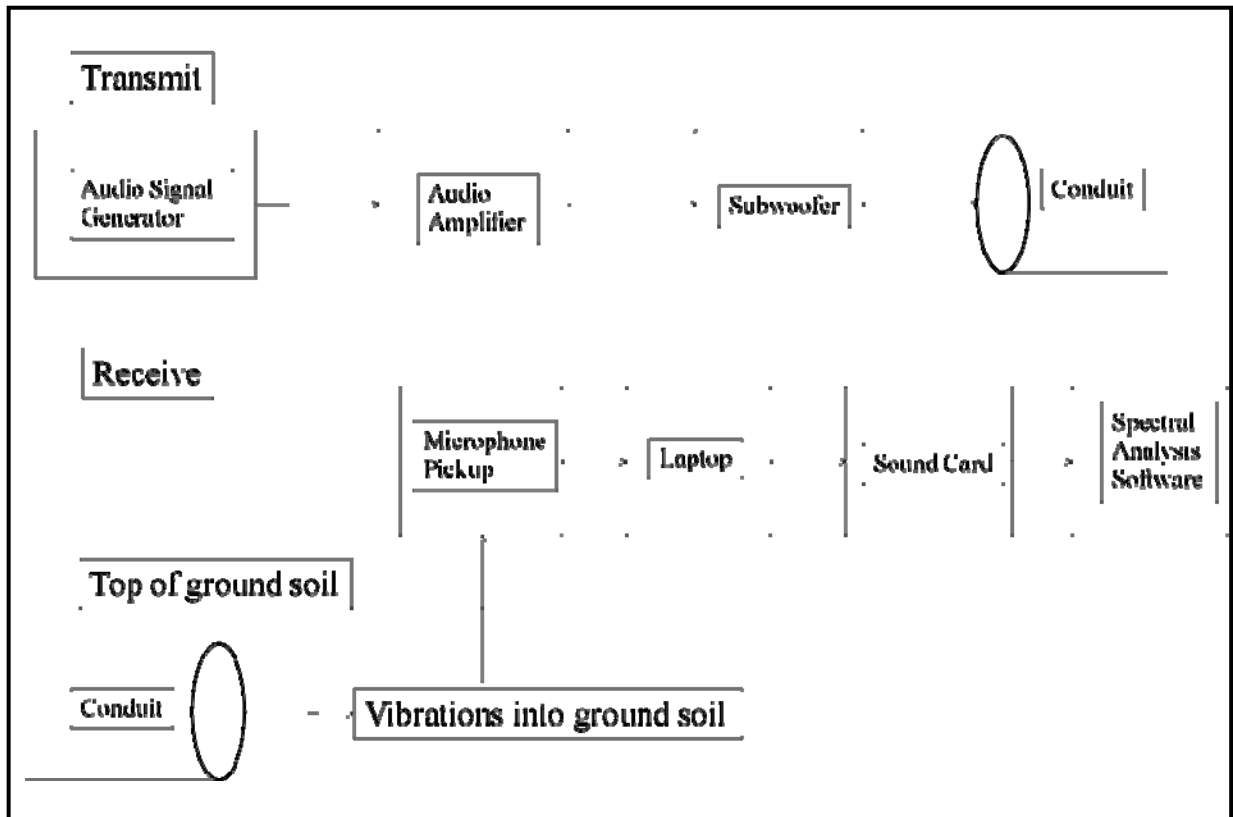 Transmit
Audio Signal
Generator
Audio
Amplifier
Subwoofer
Conduit
Receive
Microphone
Pickup
Laptop
Sound Card
Spectral
Analysis
Software
Top of ground soil
Conduit
Vibrations into ground soil